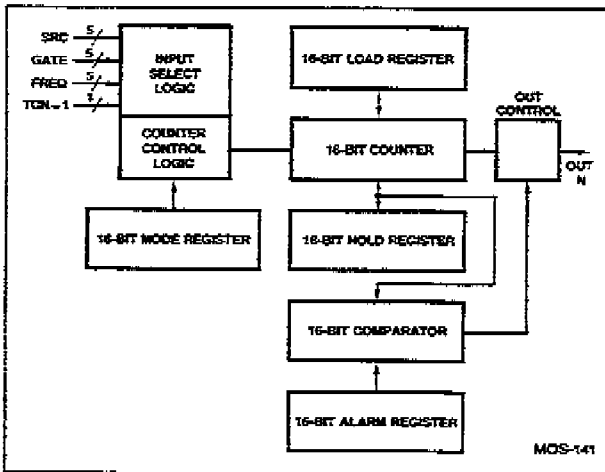 SRC 5
GATE 5
FREQ 5
TCN-1 1
INPUT
SELECT
LOGIC
COUNTER
CONTROL
LOGIC
16-BIT LOAD REGISTER
OUT
CONTROL
16-BIT COUNTER
OUT
N
16-BIT MODE REGISTER
16-BIT HOLD REGISTER
16-BIT COMPARATOR
16-BIT ALARM REGISTER
MOS-141